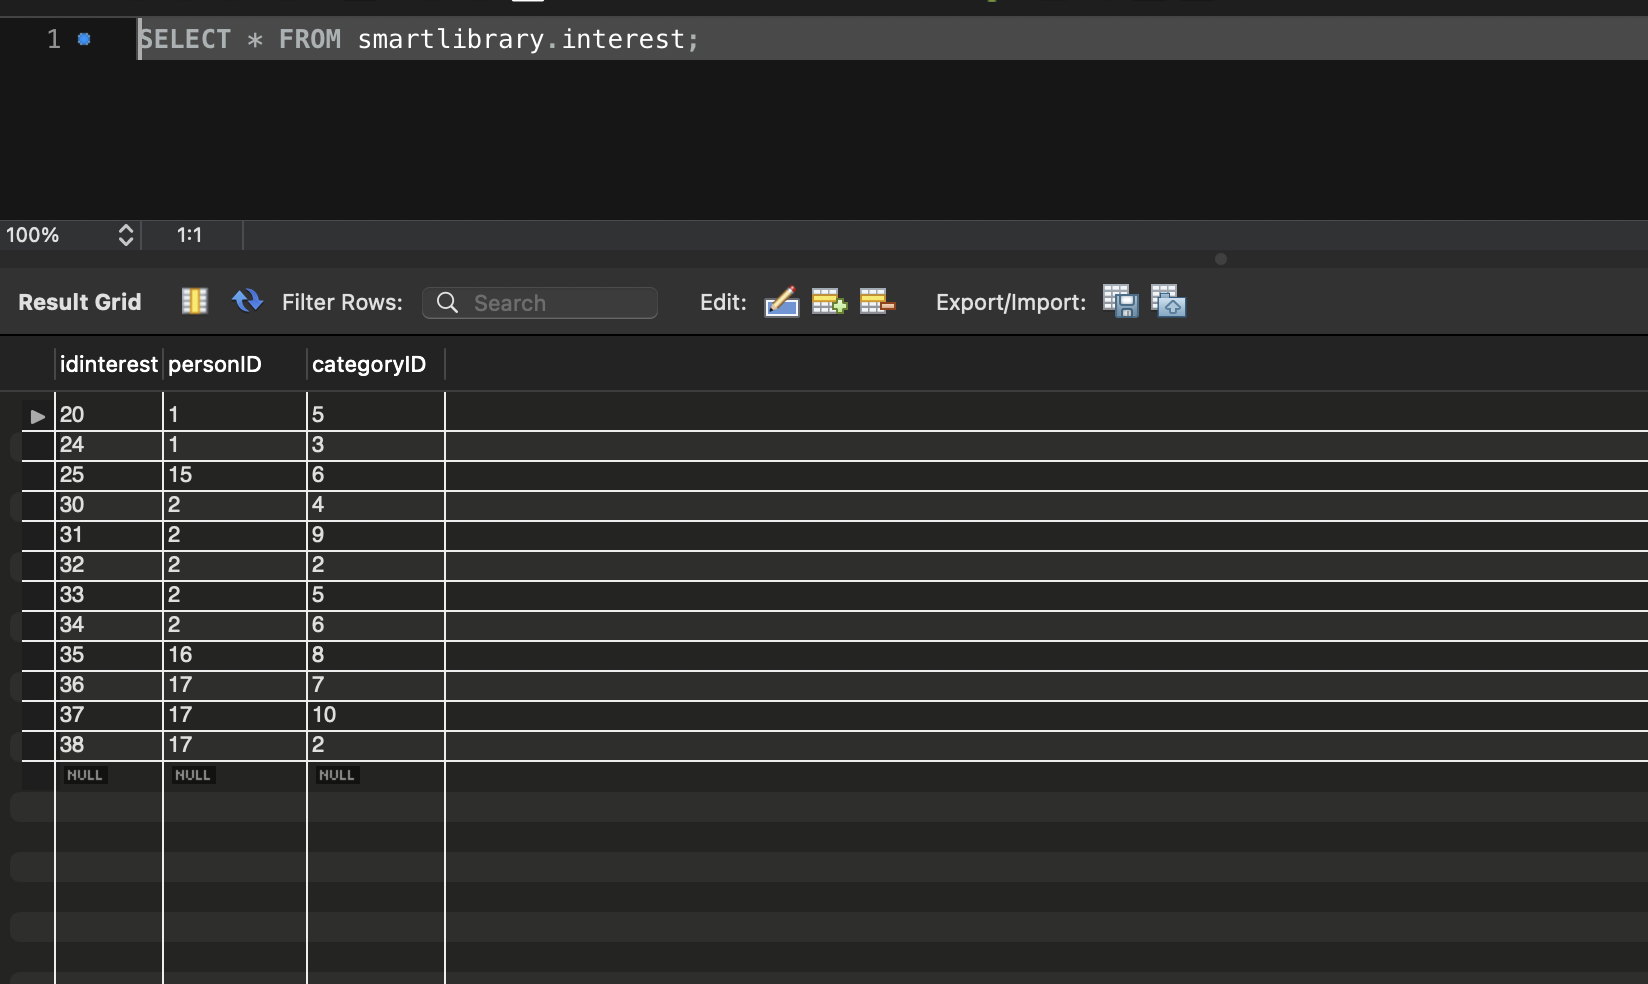 1 SELECT * FROM smartlibrary.interest;
100% 1:1
Result Grid Filter Rows: Search Edit: Export/Import:
idinterest personID categoryID
20 1 5
24 1 3
25 15 6
30 2 4
31 2 9
32 2 2
33 2 5
34 2 6
35 16 8
36 17 7
37 17 10
38 17 2
NULL NULL NULL